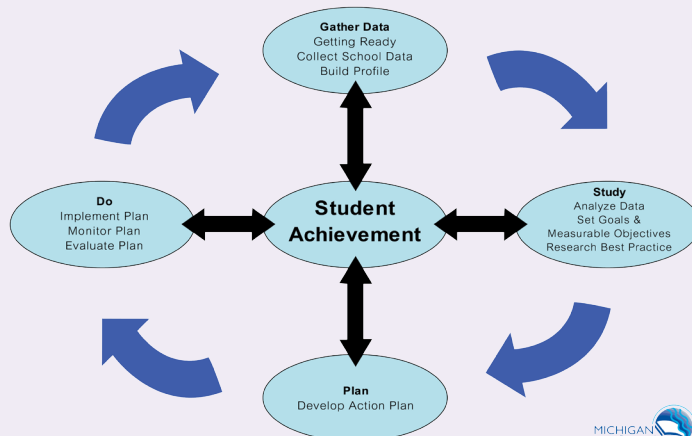 Gather Data
Getting Ready
Collect School Data
Build Profile
Do
Implement Plan
Monitor Plan
Evaluate Plan
Student
Achievement
Study
Analyze Data
Set Goals &
Measurable Objectives
Research Best Practice
Plan
Develop Action Plan
MICHIGAN